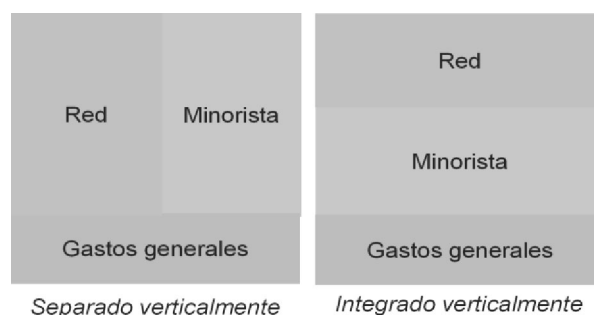 Red
Minorista
Gastos generales
Separado verticalmente
Red
Minorista
Gastos generales
Integrado verticalmente